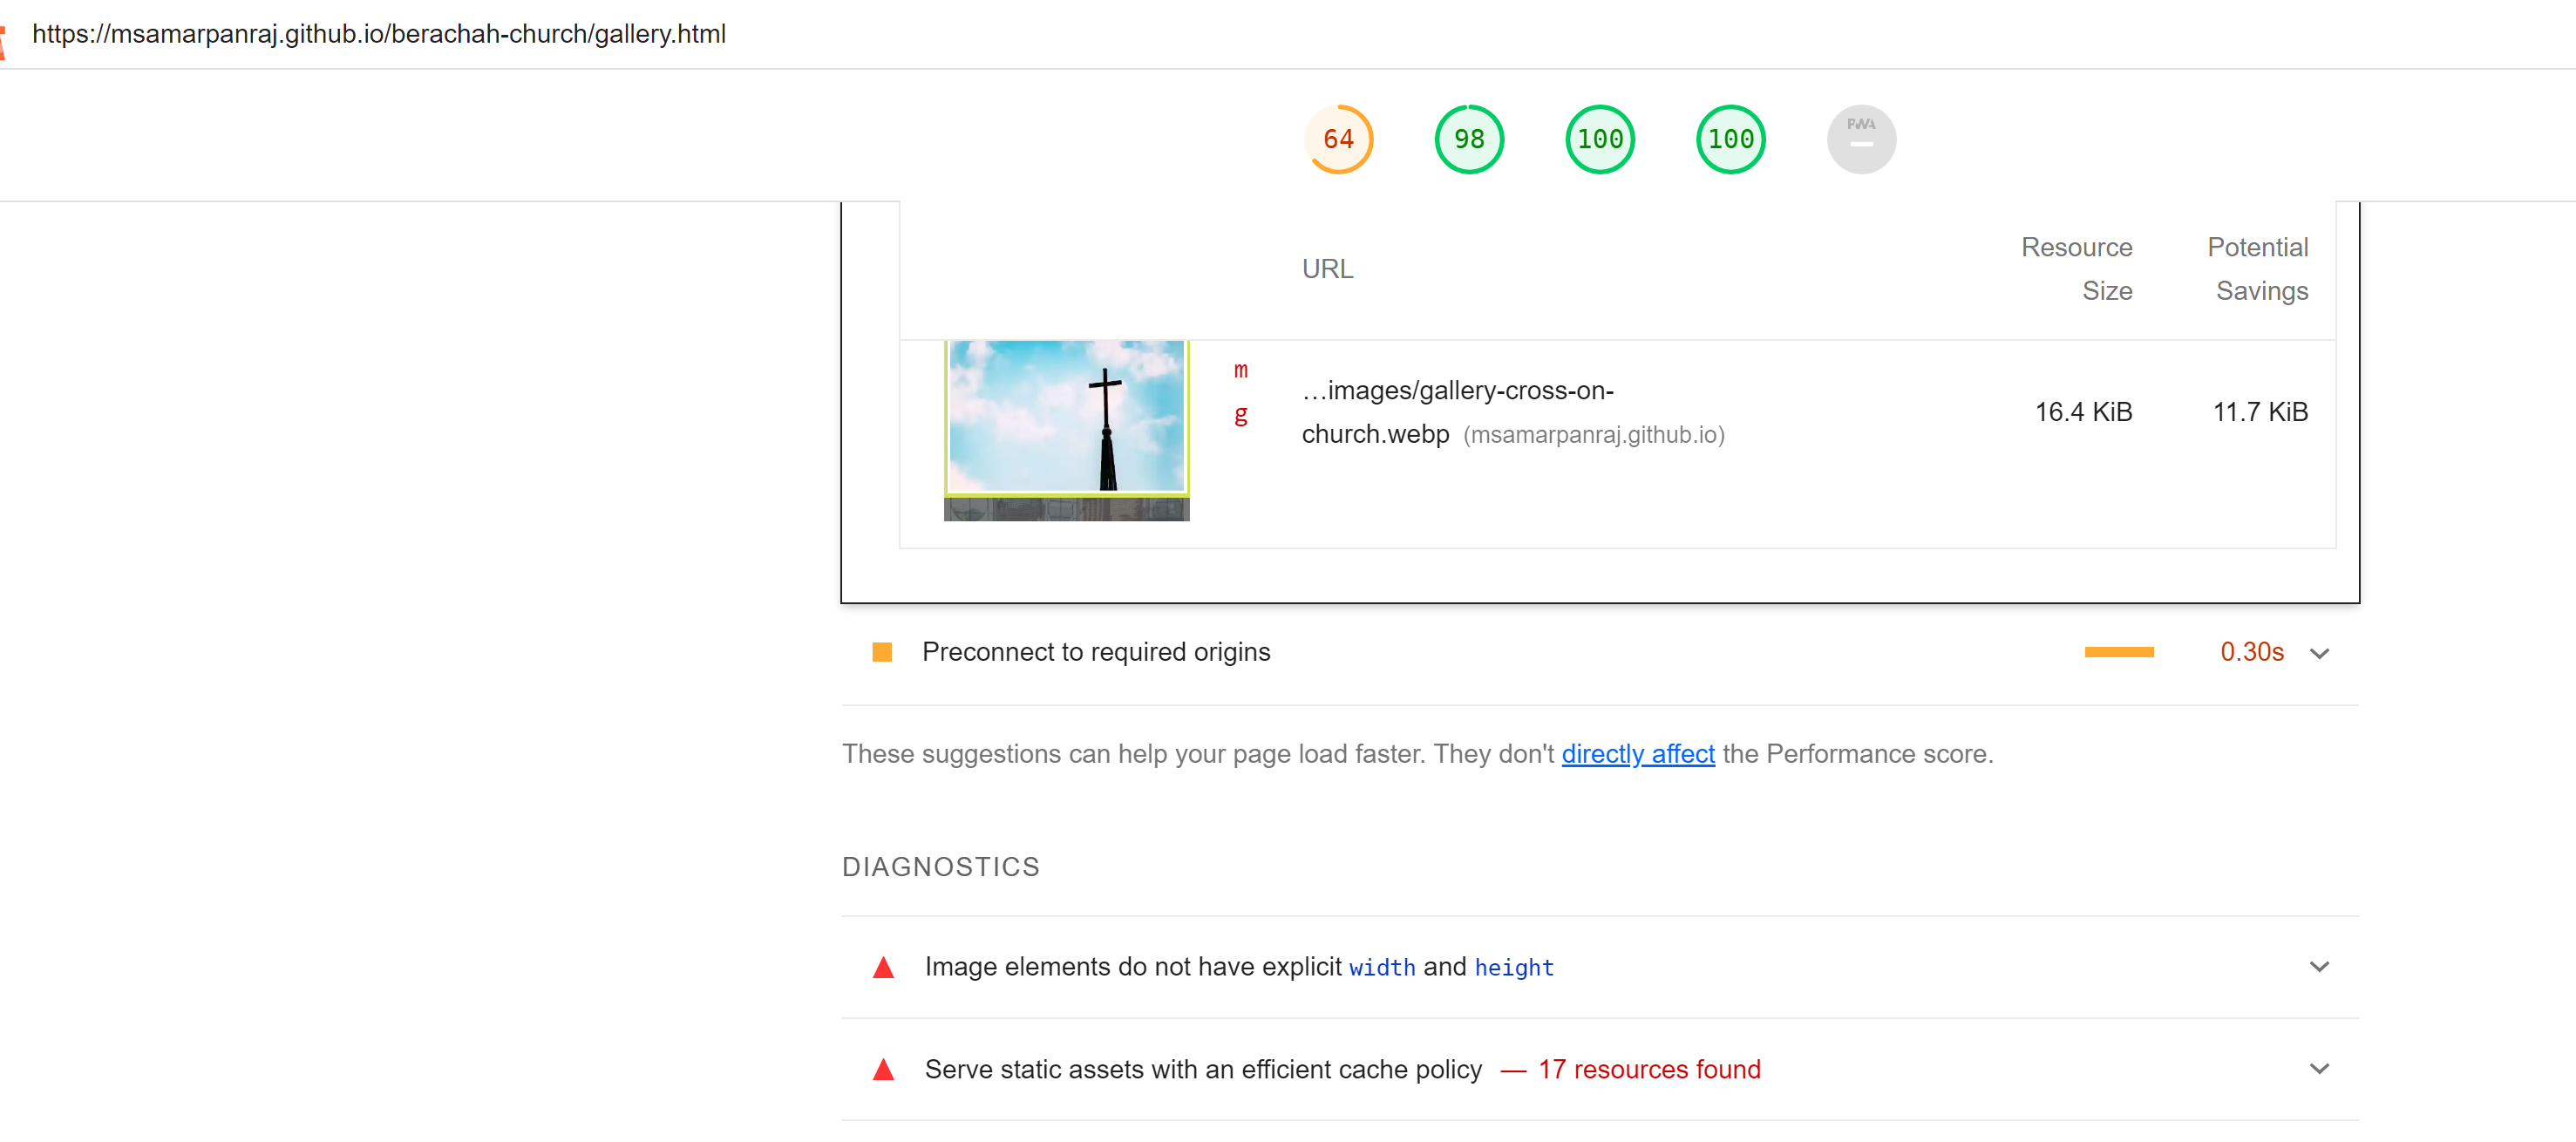 https://msamarpanraj.github.io/berachah-church/gallery.html
64 98 100 100 PWA
URL
Resource Size
Potential Savings
m
g
…images/gallery-cross-on-
church.webp (msamarpanraj.github.io)
16.4 KiB
11.7 KiB
Preconnect to required origins
0.30s
These suggestions can help your page load faster. They don't directly affect the Performance score.
DIAGNOSTICS
Image elements do not have explicit width and height
Serve static assets with an efficient cache policy — 17 resources found